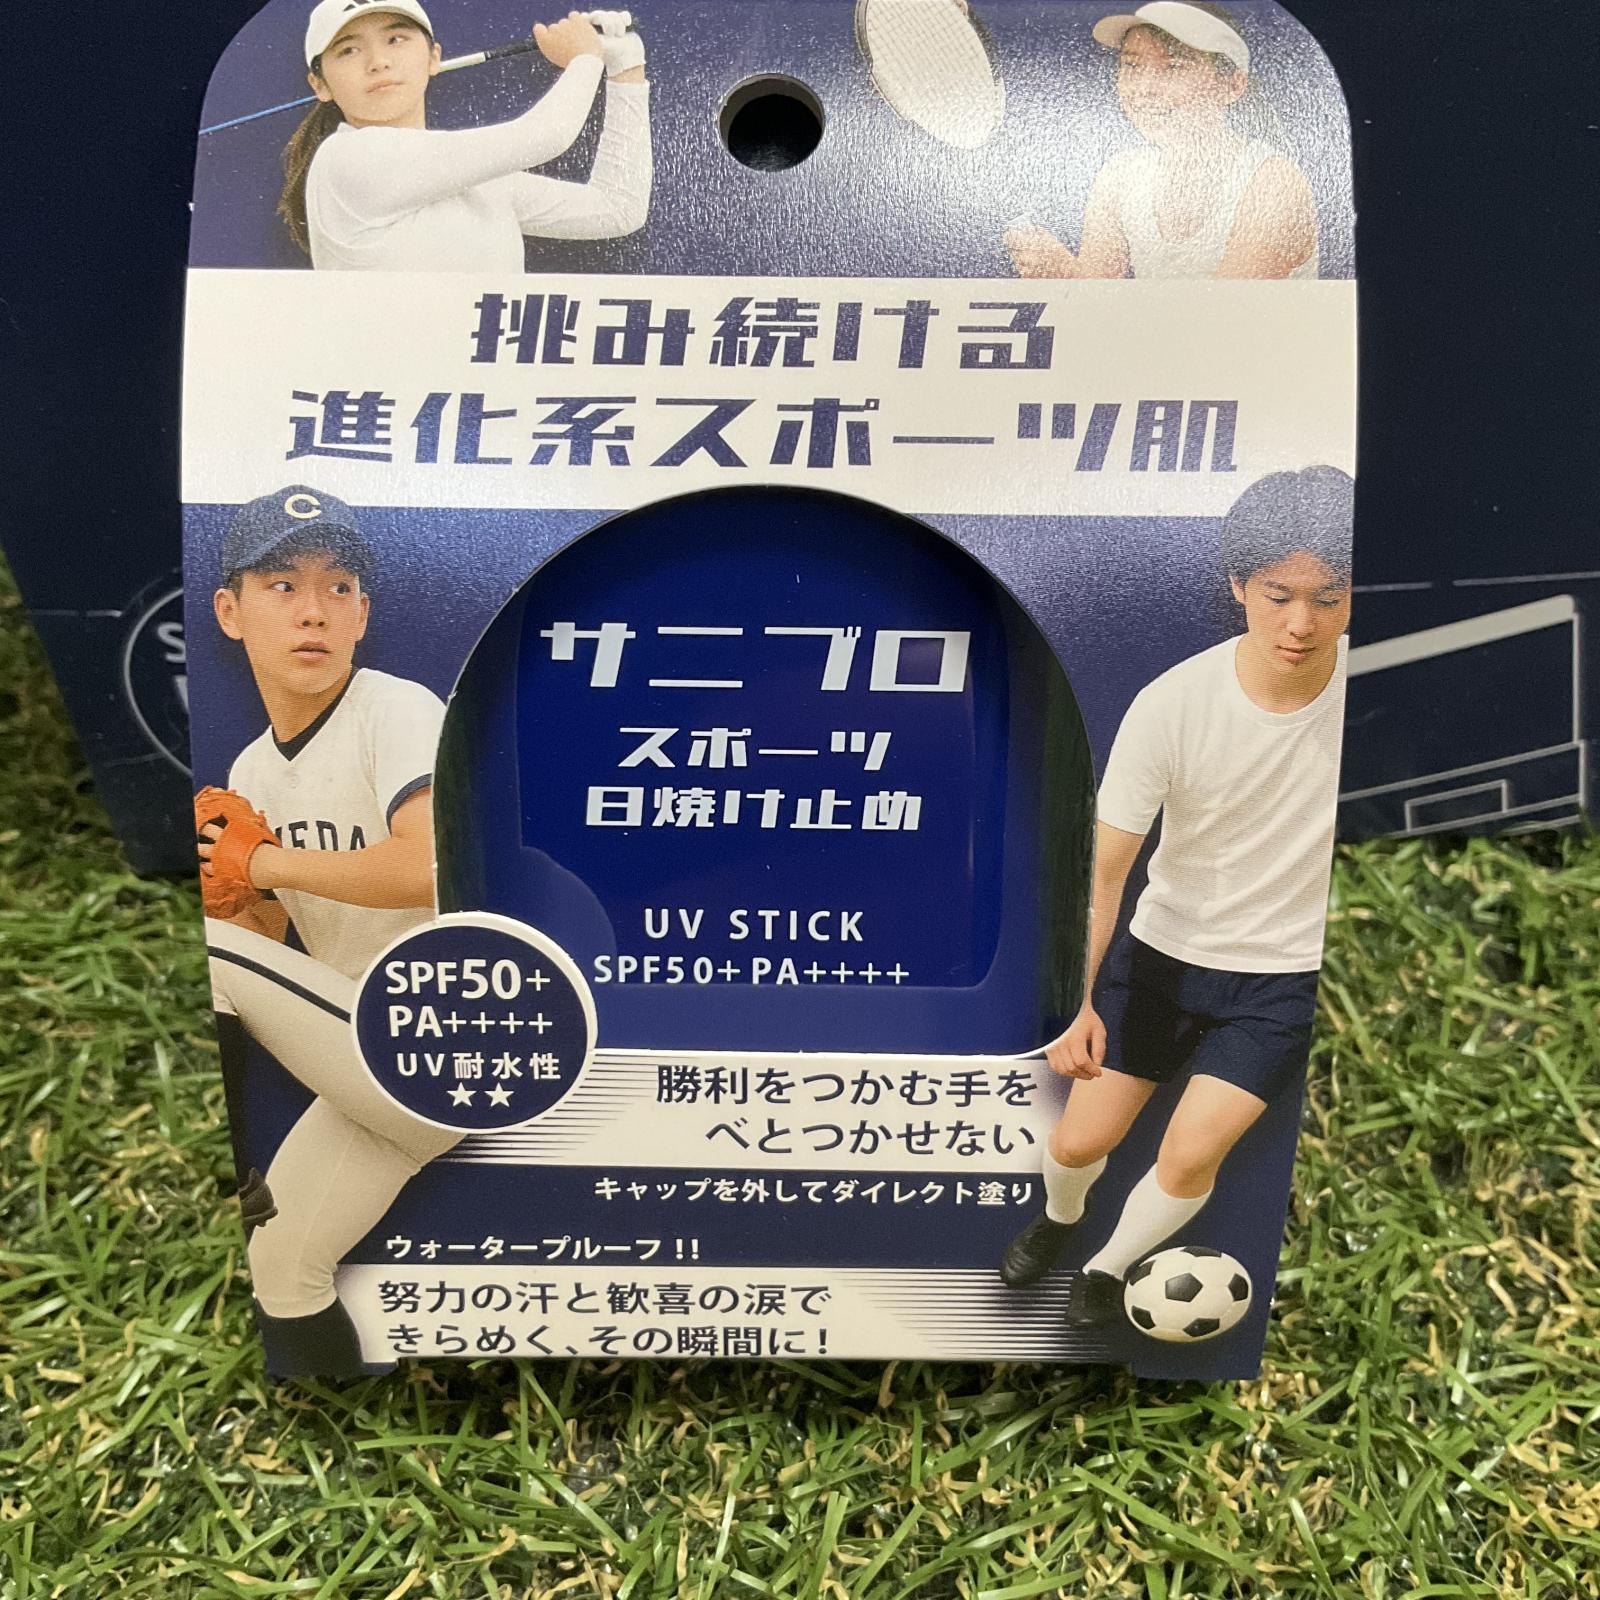 挑み続ける
進化系スポーツ肌
C
サニブロ
スポーツ
日焼け止め
UV STICK
SPF50+ PA++++
SPF50+
PA++++
UV耐水性
★★
勝利をつかむ手を
べとつかせない
キャップを外してダイレクト塗り
ウォータープルーフ!!
努力の汗と歓喜の涙で
きらめく、その瞬間に!